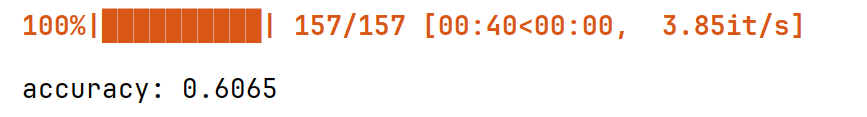 100%|██████████| 157/157 [00:40<00:00,  3.85it/s]
accuracy: 0.6065